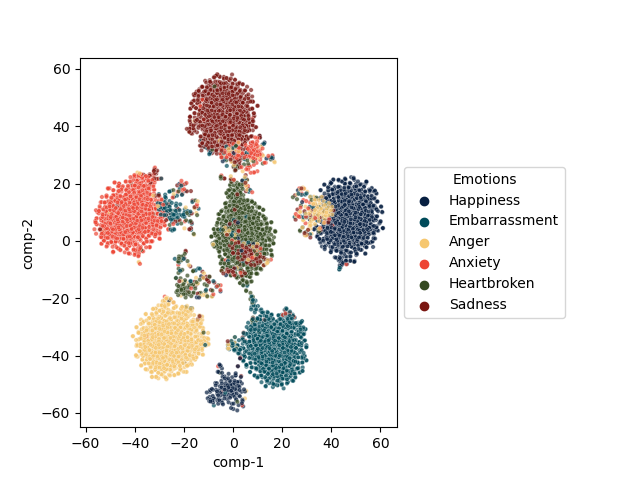 60
40
20
0
−20
−40
−60
comp-2
−60
−40
−20
0
20
40
60
comp-1
Emotions
Happiness
Embarrassment
Anger
Anxiety
Heartbroken
Sadness